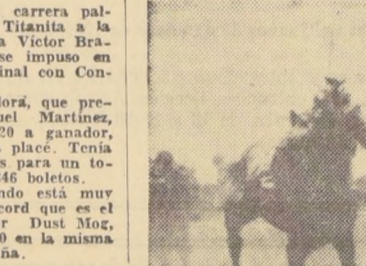 carrera pal-
Titanita a la
a Víctor Bra-
se impuso en
inal con Con-
lora, que pre-
uel Martínez,
20 a ganador,
placé. Tenía
s para un to-
346 boletos.
ndo está muy
cord que es el
r Dust Mog,
0 en la misma
ña.